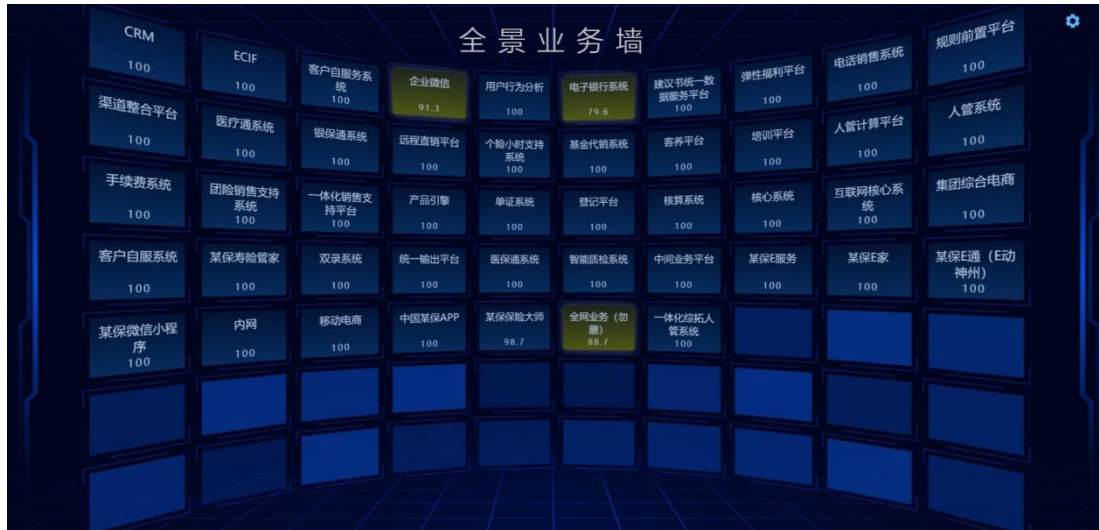 全景业务墙
CRM
100
ECIF
100
客户自服务系
统
100
企业微信
91.3
用户行为分析
100
电子银行系统
79.6
建议书统一数
据服务平台
100
弹性福利平台
100
电话销售系统
100
规则前置平台
100
渠道整合平台
100
医疗通系统
100
银保通系统
100
远程直销平台
100
个险小时支持
系统
100
基金代销系统
100
客养平台
100
培训平台
100
人管计算平台
100
人管系统
100
手续费系统
100
团险销售支持
系统
100
一体化销售支
持平台
100
产品引擎
100
单证系统
100
登记平台
100
核算系统
100
核心系统
100
互联网核心系
统
100
集团综合电商
100
客户自服系统
100
某保寿险管家
100
双录系统
100
统一输出平台
100
医保通系统
100
智能质检系统
100
中间业务平台
100
某保E服务
100
某保E家
100
某保E通（E动
神州）
100
某保微信小程
序
100
内网
100
移动电商
100
中国某保APP
100
某保保险大师
98.7
全网业务（勿
删）
88.7
一体化综拓人
管系统
100